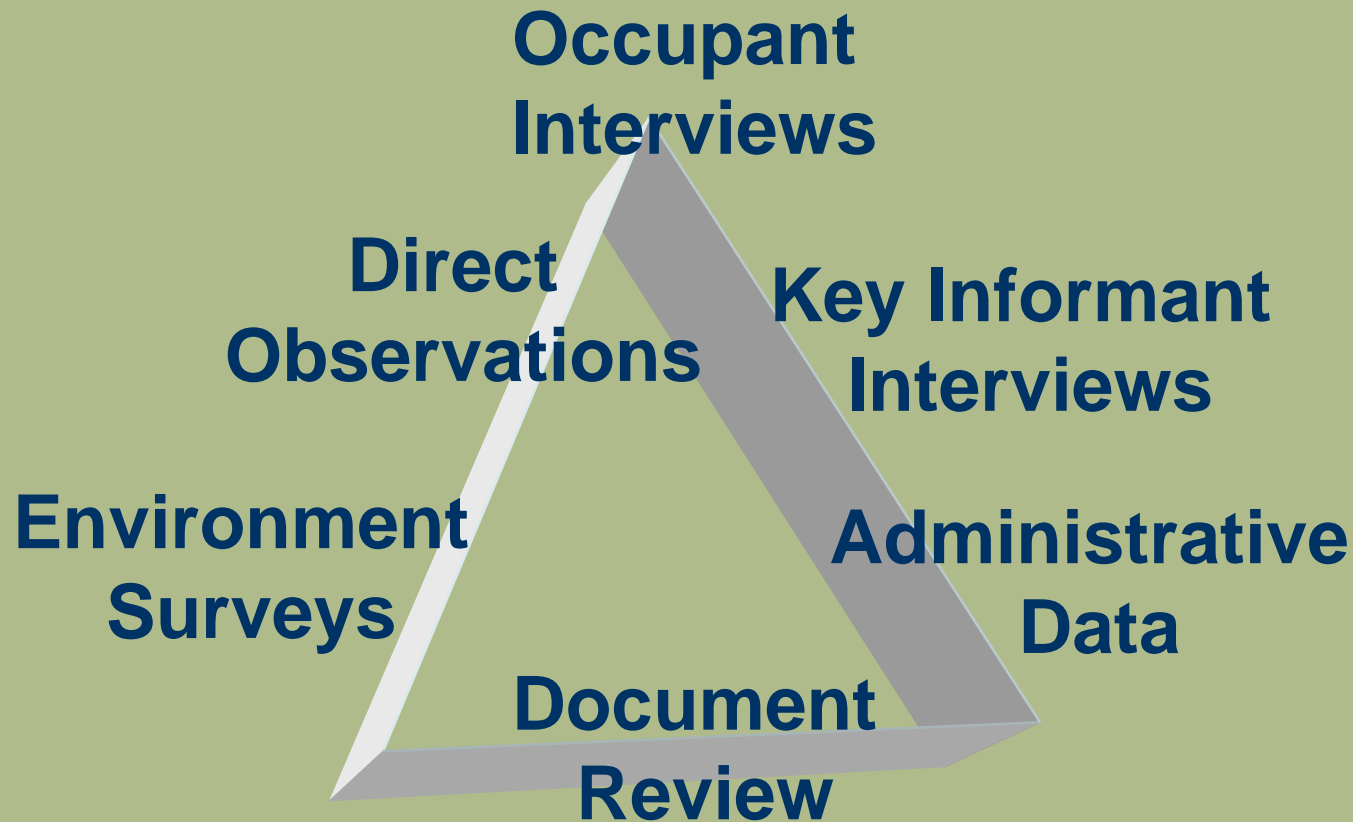 Occupant
Interviews
Direct
Observations
Key Informant
Interviews
Environment
Surveys
Administrative
Data
Document
Review